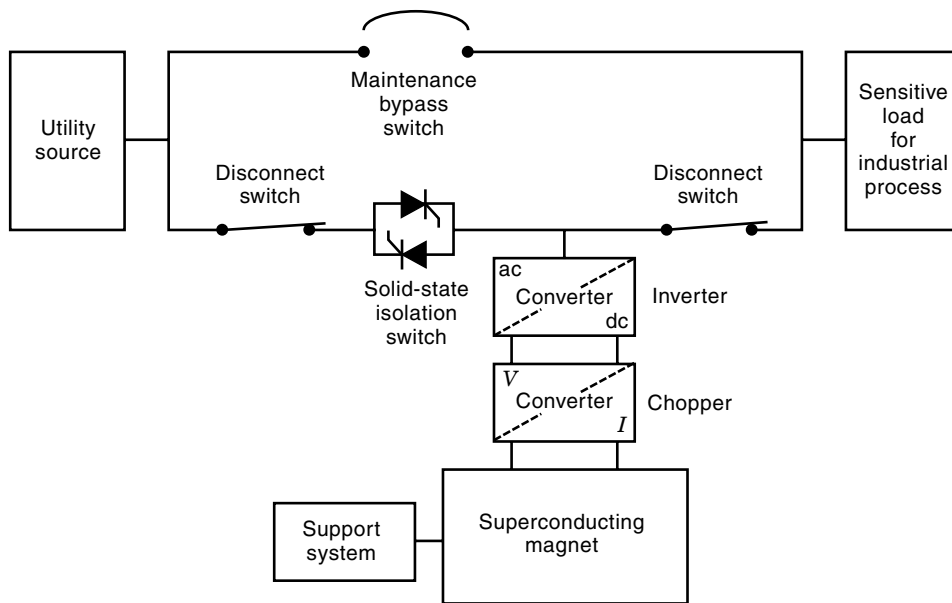 Utility
source
Maintenance
bypass
switch
Sensitive
load
for
industrial
process
Disconnect
switch
Disconnect
switch
Solid-state
isolation
switch
ac
Converter
dc
Inverter
V
Converter
I
Chopper
Support
system
Superconducting
magnet